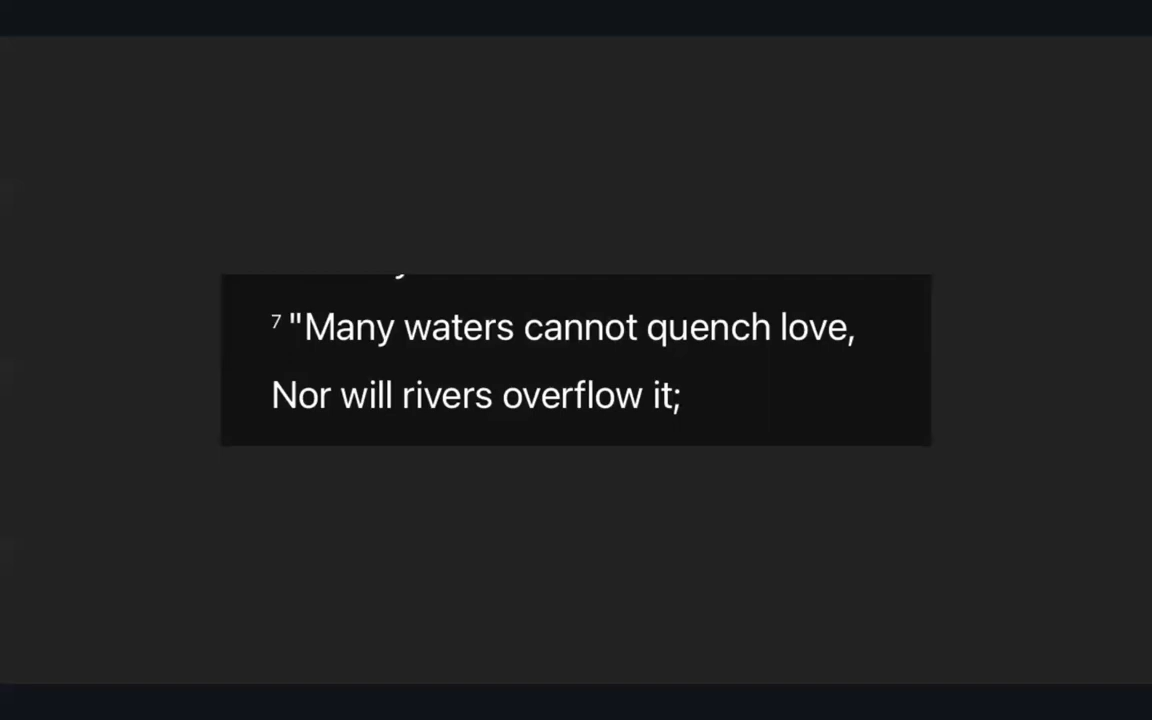 7 "Many waters cannot quench love,
Nor will rivers overflow it;